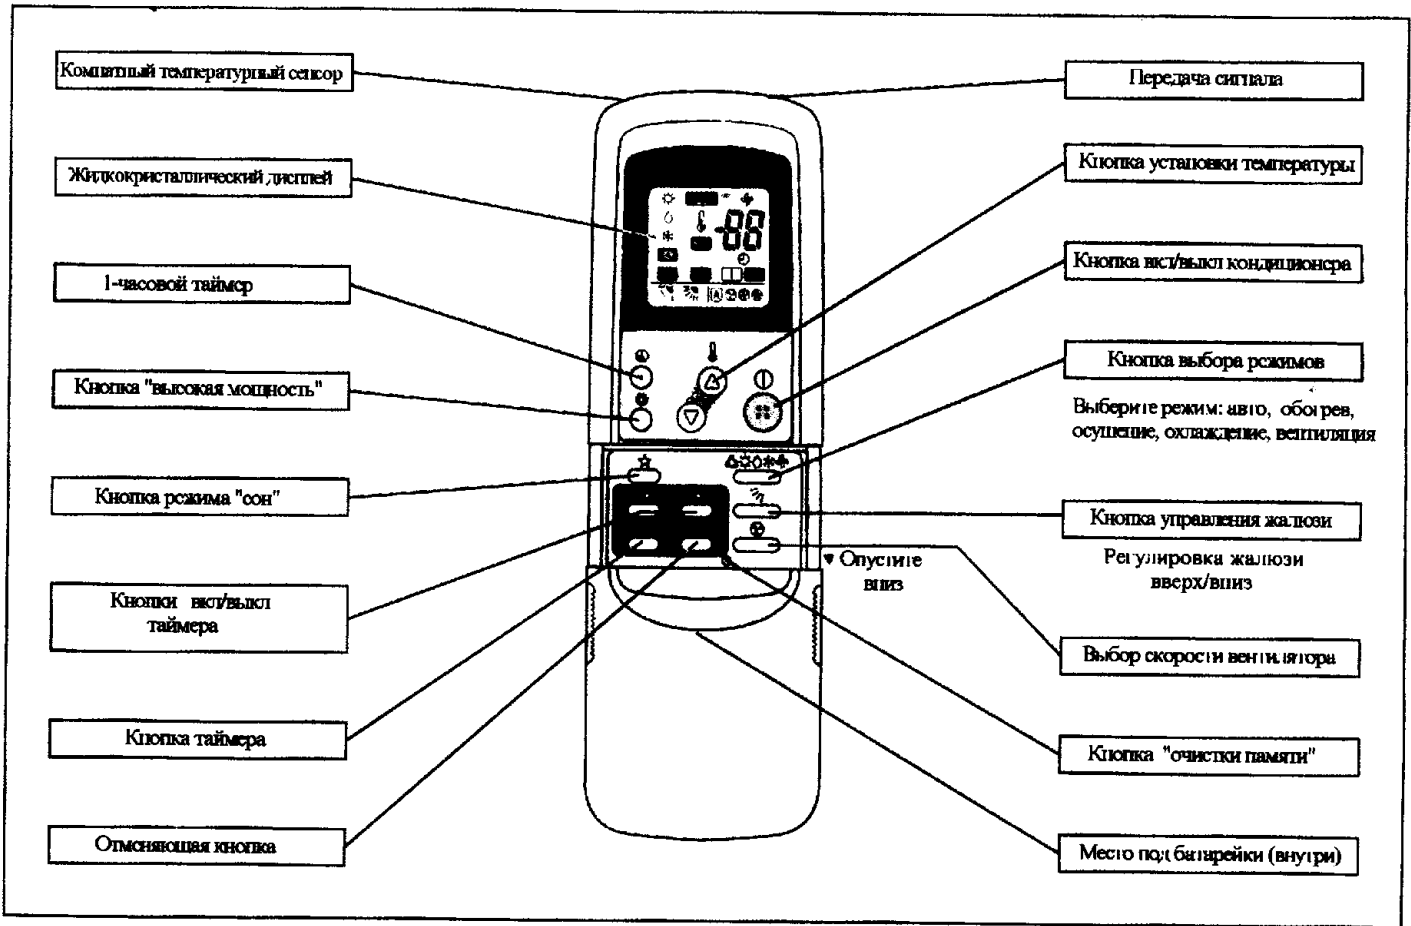 Комнатный температурный сенсор
Жидкокристаллический дисплей
1-часовой таймер
Кнопка "высокая мощность"
Кнопка режима "сон"
Кнопки вкл/выкл
таймера
Кнопка таймера
Отменяющая кнопка
88
▼ Опустите
вниз
Передача сигнала
Кнопка установки температуры
Кнопка вкл/выкл кондиционера
Кнопка выбора режимов
Выберите режим: авто, обогрев,
осушение, охлаждение, вентиляция
Кнопка управления жалюзи
Регулировка жалюзи
вверх/вниз
Выбор скорости вентилятора
Кнопка "очистки памяти"
Место под батарейки (внутри)